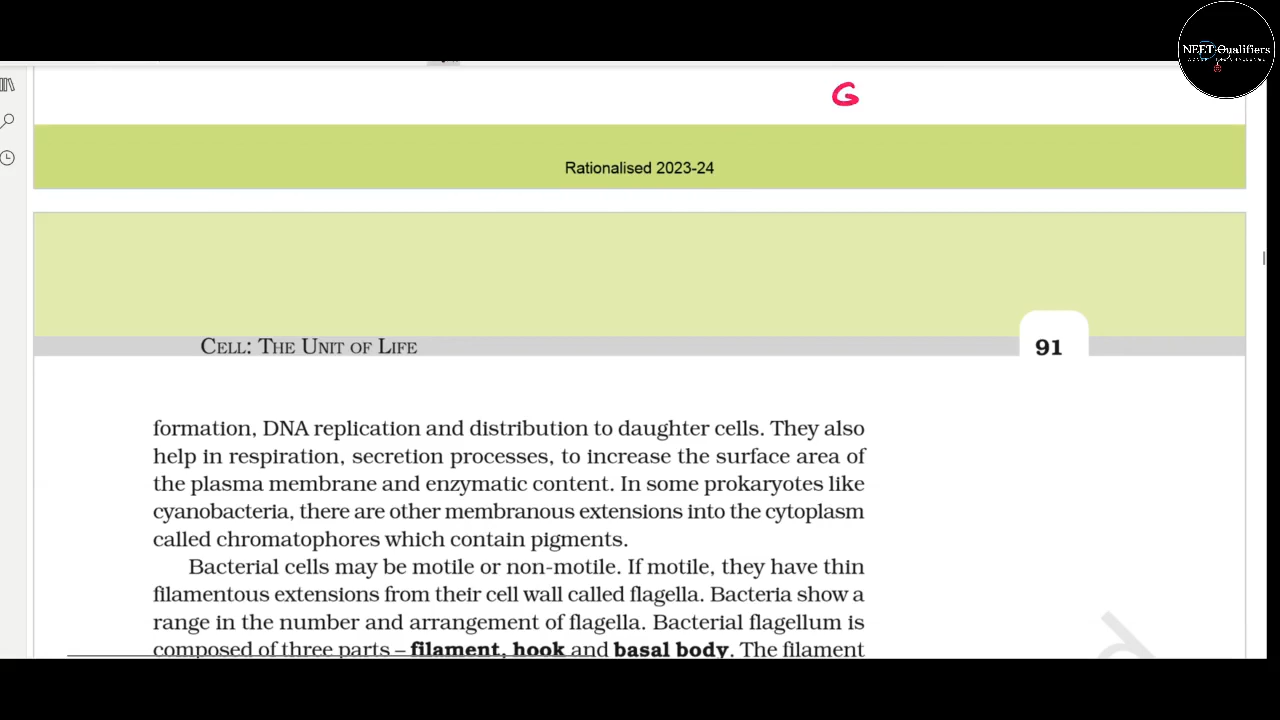 NEET Qualifiers
G
Rationalised 2023-24
CELL: THE UNIT OF LIFE
91
formation, DNA replication and distribution to daughter cells. They also
help in respiration, secretion processes, to increase the surface area of
the plasma membrane and enzymatic content. In some prokaryotes like
cyanobacteria, there are other membranous extensions into the cytoplasm
called chromatophores which contain pigments.
Bacterial cells may be motile or non-motile. If motile, they have thin
filamentous extensions from their cell wall called flagella. Bacteria show a
range in the number and arrangement of flagella. Bacterial flagellum is
composed of three parts – filament, hook and basal body. The filament